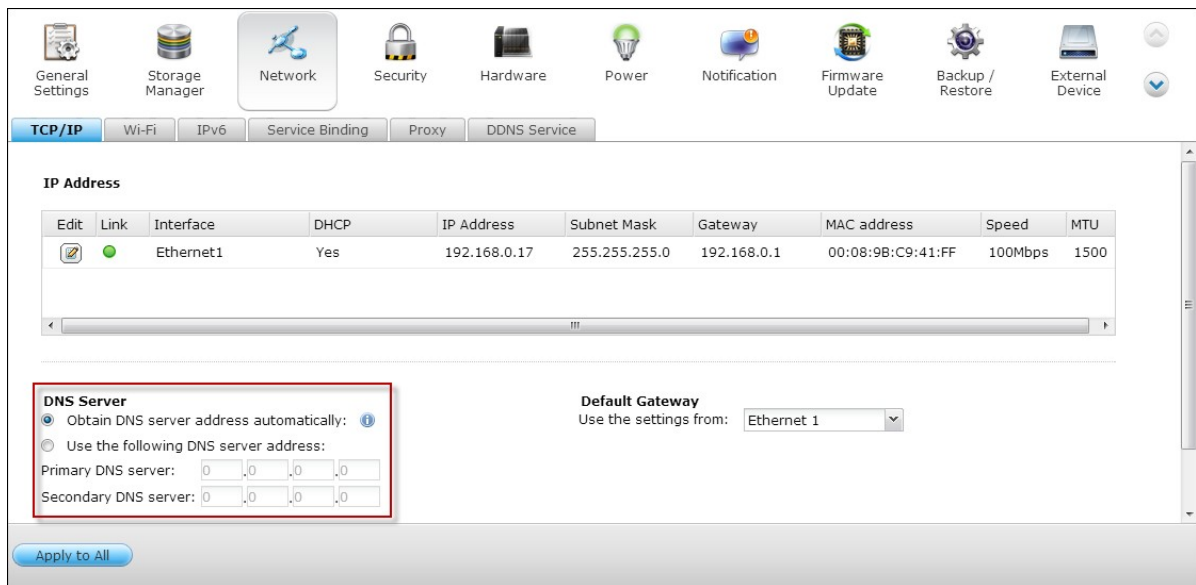 General Settings
Storage Manager
Network
Security
Hardware
Power
Notification
Firmware Update
Backup / Restore
External Device
TCP/IP Wi-Fi IPv6 Service Binding Proxy DDNS Service
IP Address
Edit Link Interface DHCP IP Address Subnet Mask Gateway MAC address Speed MTU
Ethernet1 Yes 192.168.0.17 255.255.255.0 192.168.0.1 00:08:9B:C9:41:FF 100Mbps 1500
DNS Server
Obtain DNS server address automatically:
Use the following DNS server address:
Primary DNS server: 0 .0 .0 .0
Secondary DNS server: 0 .0 .0 .0
Default Gateway
Use the settings from: Ethernet 1
Apply to All